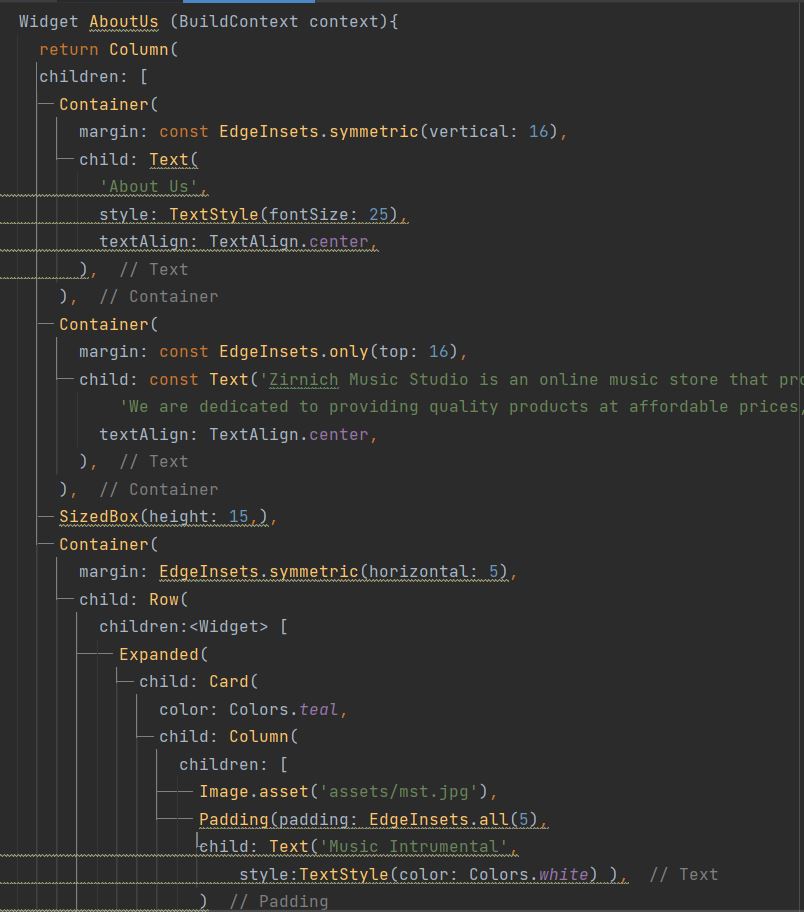 Widget AboutUs (BuildContext context){
return Column(
children: [
Container(
margin: const EdgeInsets.symmetric(vertical: 16),
child: Text(
'About Us',
style: TextStyle(fontSize: 25),
textAlign: TextAlign.center,
), // Text
), // Container
Container(
margin: const EdgeInsets.only(top: 16),
child: const Text('Zirnich Music Studio is an online music store that pro
'We are dedicated to providing quality products at affordable prices,
textAlign: TextAlign.center,
), // Text
), // Container
SizedBox(height: 15,),
Container(
margin: EdgeInsets.symmetric(horizontal: 5),
child: Row(
children:<Widget> [
Expanded(
child: Card(
color: Colors.teal,
child: Column(
children: [
Image.asset('assets/mst.jpg'),
Padding(padding: EdgeInsets.all(5),
child: Text('Music Intrumental',
style:TextStyle(color: Colors.white) ), // Text
) // Padding